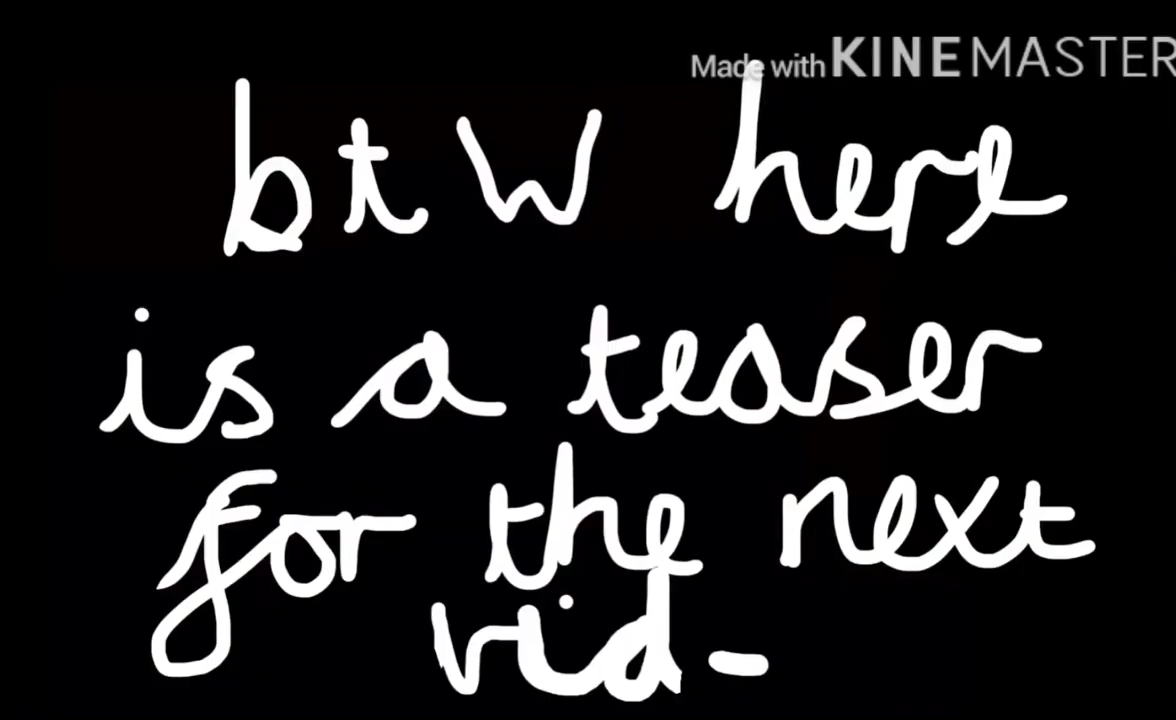 Made with KINEMASTER
btw here
is a teaser
for the next
vid-